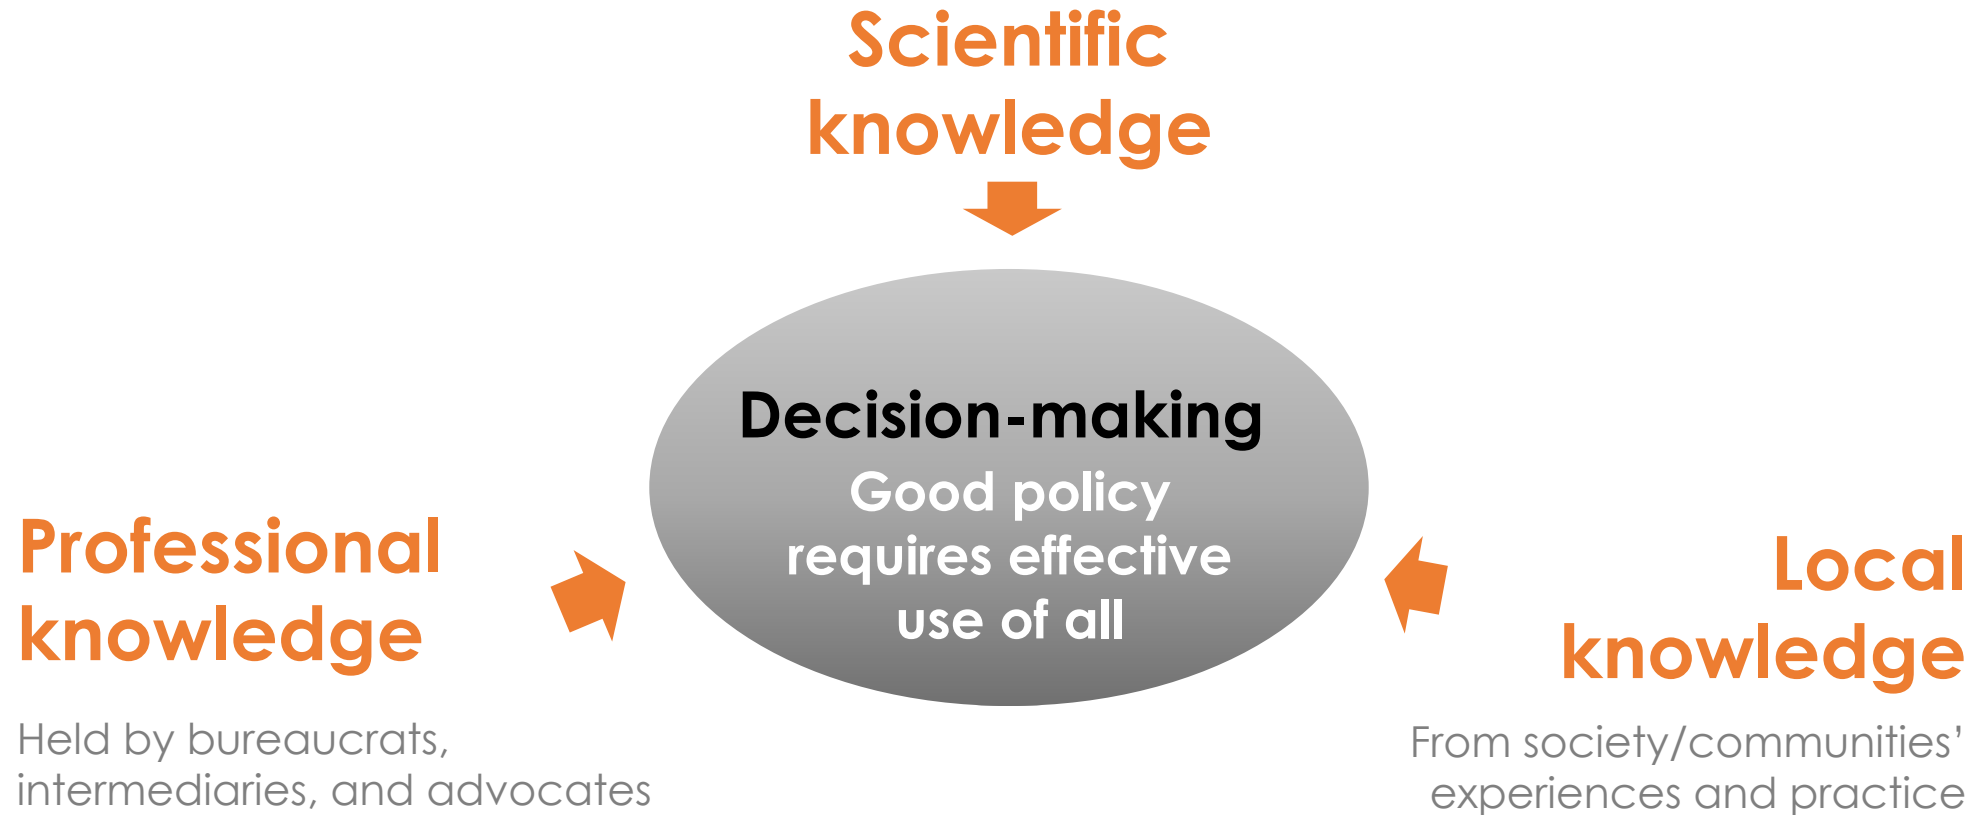 Scientific
knowledge
Decision-making
Good policy
requires effective
use of all
Professional
knowledge
Held by bureaucrats,
intermediaries, and advocates
Local
knowledge
From society/communities’
experiences and practice